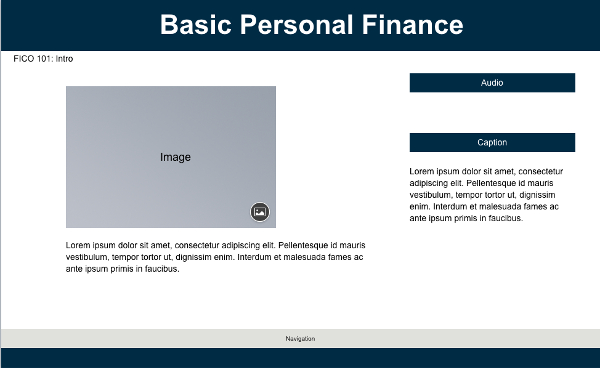 Basic Personal Finance
FICO 101: Intro
Image
Lorem ipsum dolor sit amet, consectetur adipiscing elit. Pellentesque id mauris
vestibulum, tempor tortor ut, dignissim enim. Interdum et malesuada fames ac
ante ipsum primis in faucibus.
Audio
Caption
Lorem ipsum dolor sit amet, consectetur
adipiscing elit. Pellentesque id mauris
vestibulum, tempor tortor ut, dignissim
enim. Interdum et malesuada fames ac
ante ipsum primis in faucibus.
Navigation